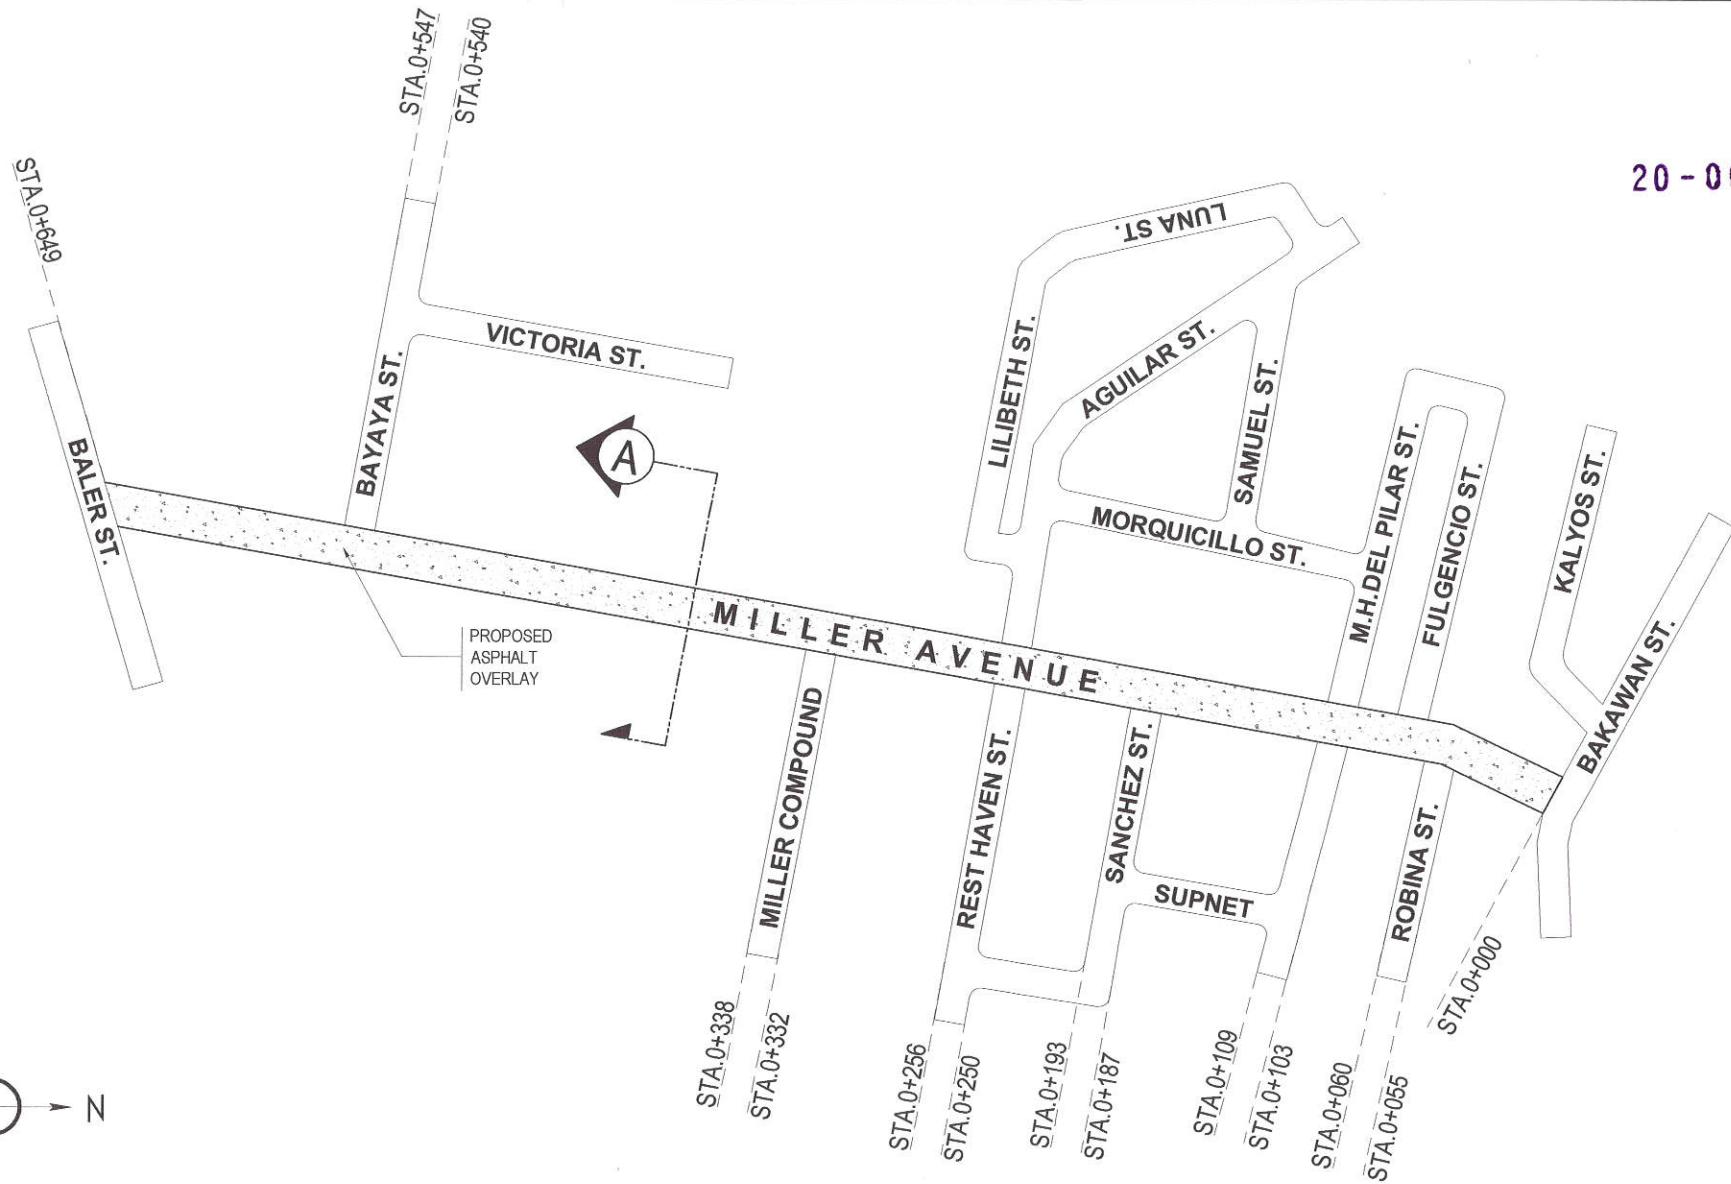 STA.0+547
STA.0+540
STA.0+649
20-0
LUNA ST.
VICTORIA ST.
BAYAYA ST.
LILIBETH ST.
AGUILAR ST.
SAMUEL ST.
A
BALER ST.
MORQUICILLO ST.
M.H.DEL PILAR ST.
FULGENCIO ST.
KALYOS ST.
BAKAWAN ST.
PROPOSED
ASPHALT
OVERLAY
MILLER AVENUE
MILLER COMPOUND
REST HAVEN ST.
SANCHEZ ST.
SUPNET
ROBINA ST.
STA.0+000
STA.0+338
STA.0+332
STA.0+256
STA.0+250
STA.0+193
STA.0+187
STA.0+109
STA.0+103
STA.0+060
STA.0+055
N